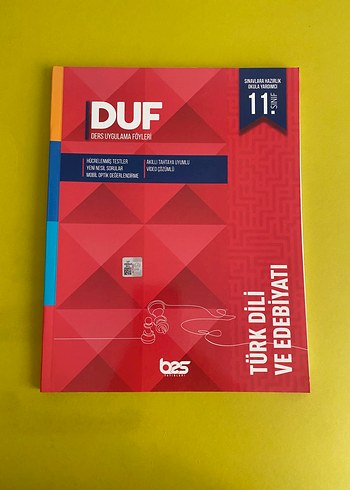 SINAVLARA HAZIRLIK
OKULA YARDIMCI
11. SINIF
DUF
DERS UYGULAMA FÖYLERİ
HÜCRELENMİŞ TESTLER
YENİ NESİL SORULAR
MOBİL OPTİK DEĞERLENDİRME
AKILLI TAHTAYA UYUMLU
VİDEO ÇÖZÜMLÜ
TÜRK DİLİ
VE EDEBİYATI
bes
YAYINLARI